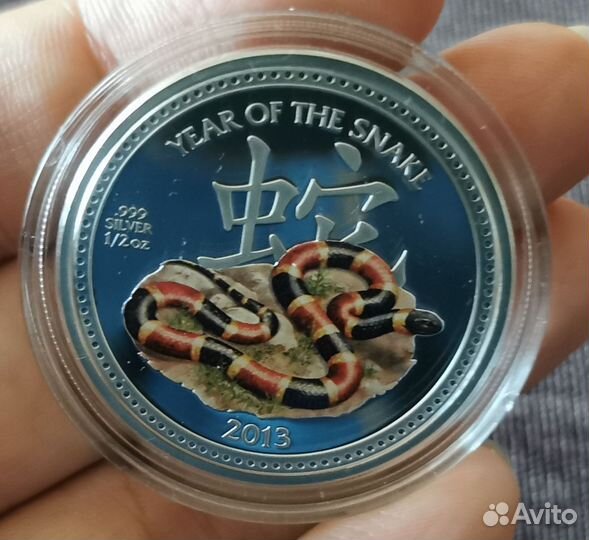 YEAR OF THE SNAKE
蛇
.999
SILVER
1/2oz
2013
Avito